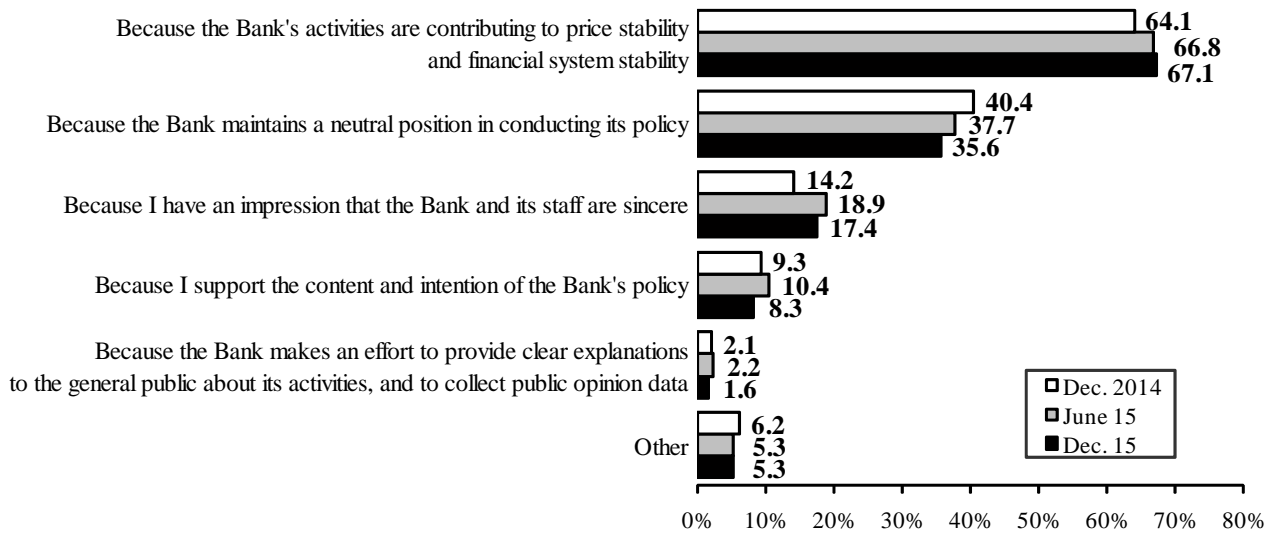 Because the Bank's activities are contributing to price stability
and financial system stability
64.1
66.8
67.1
Because the Bank maintains a neutral position in conducting its policy
40.4
37.7
35.6
Because I have an impression that the Bank and its staff are sincere
14.2
18.9
17.4
Because I support the content and intention of the Bank's policy
9.3
10.4
8.3
Because the Bank makes an effort to provide clear explanations
to the general public about its activities, and to collect public opinion data
2.1
2.2
1.6
Other
6.2
5.3
5.3
Dec. 2014
June 15
Dec. 15
0% 10% 20% 30% 40% 50% 60% 70% 80%